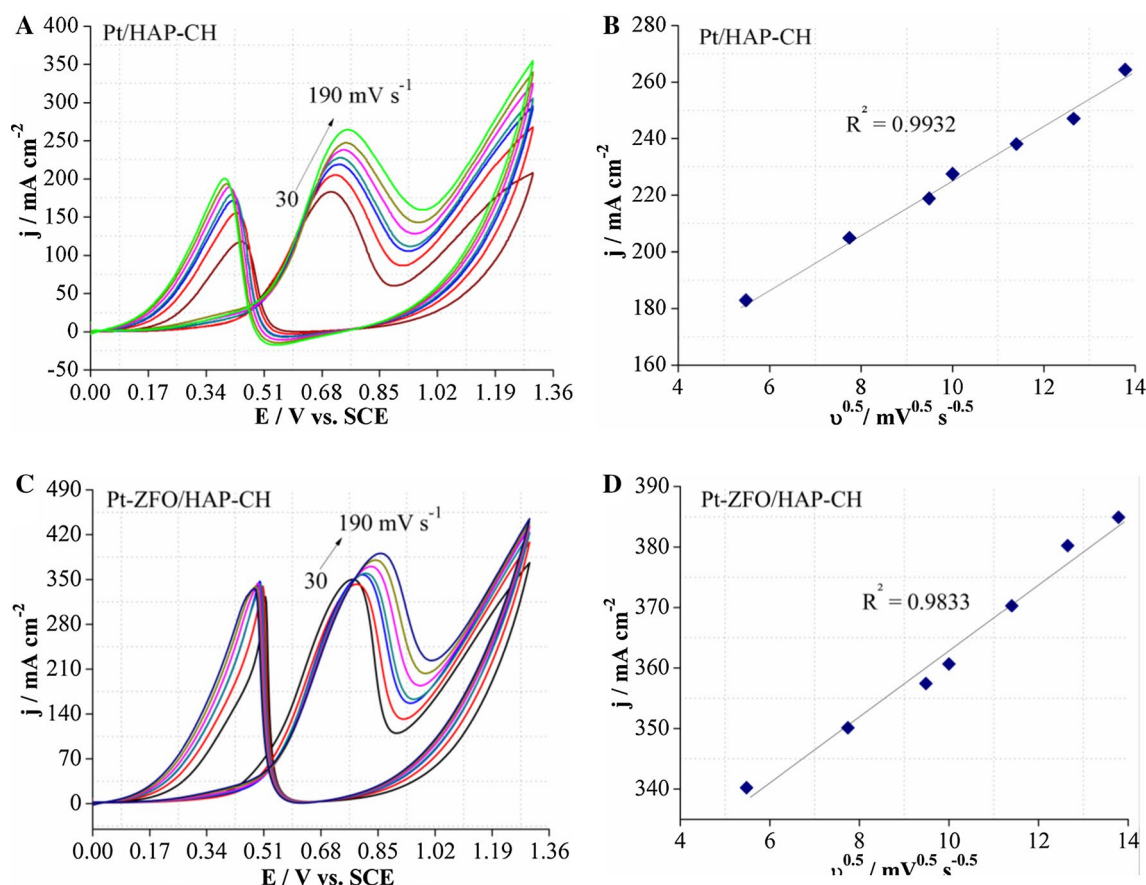 A
Pt/HAP-CH
400
350
300
250
200
150
100
50
0
-50
j / mA cm-2
190 mV s-1
30
0.00 0.17 0.34 0.51 0.68 0.85 1.02 1.19 1.36
E / V vs. SCE
B
Pt/HAP-CH
280
260
240
220
200
180
160
j / mA cm-2
R2 = 0.9932
4 6 8 10 12 14
υ0.5/ mV0.5 s-0.5
C
Pt-ZFO/HAP-CH
490
420
350
280
210
140
70
0
j / mA cm-2
190 mV s-1
30
0.00 0.17 0.34 0.51 0.68 0.85 1.02 1.19 1.36
E / V vs. SCE
D
Pt-ZFO/HAP-CH
390
380
370
360
350
340
j / mA cm-2
R2 = 0.9833
4 6 8 10 12 14
υ0.5/ mV0.5 s-0.5